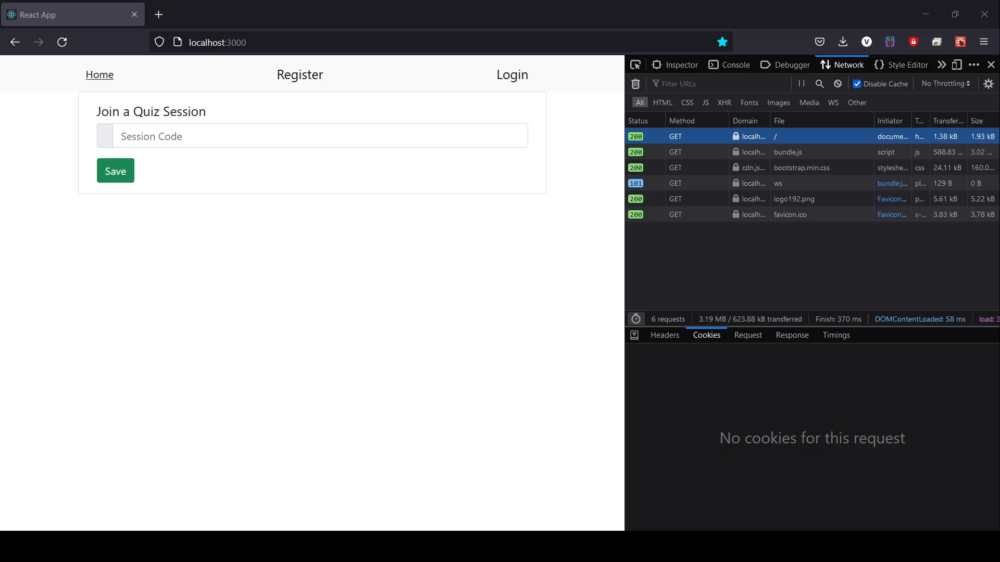 React App
localhost:3000
Home Register Login
Join a Quiz Session
Session Code
Save
Inspector Console Debugger Network Style Editor
Filter URLs Disable Cache No Throttling
All HTML CSS JS XHR Fonts Images Media WS Other
Status Method Domain File Initiator T... Transfer... Size
200 GET localh... / docume... h... 1.38 kB 1.93 kB
200 GET localh... bundle.js script js 588.83 ... 3.02 ...
200 GET cdn.js... bootstrap.min.css styleshe... css 24.11 kB 160.0...
101 GET localh... ws bundle.j... pl... 129 B 0 B
200 GET localh... logo192.png Favicon... p... 5.61 kB 5.22 kB
200 GET localh... favicon.ico Favicon... x-... 3.83 kB 3.78 kB
6 requests 3.19 MB / 623.88 kB transferred Finish: 370 ms DOMContentLoaded: 58 ms load: 3
Headers Cookies Request Response Timings
No cookies for this request